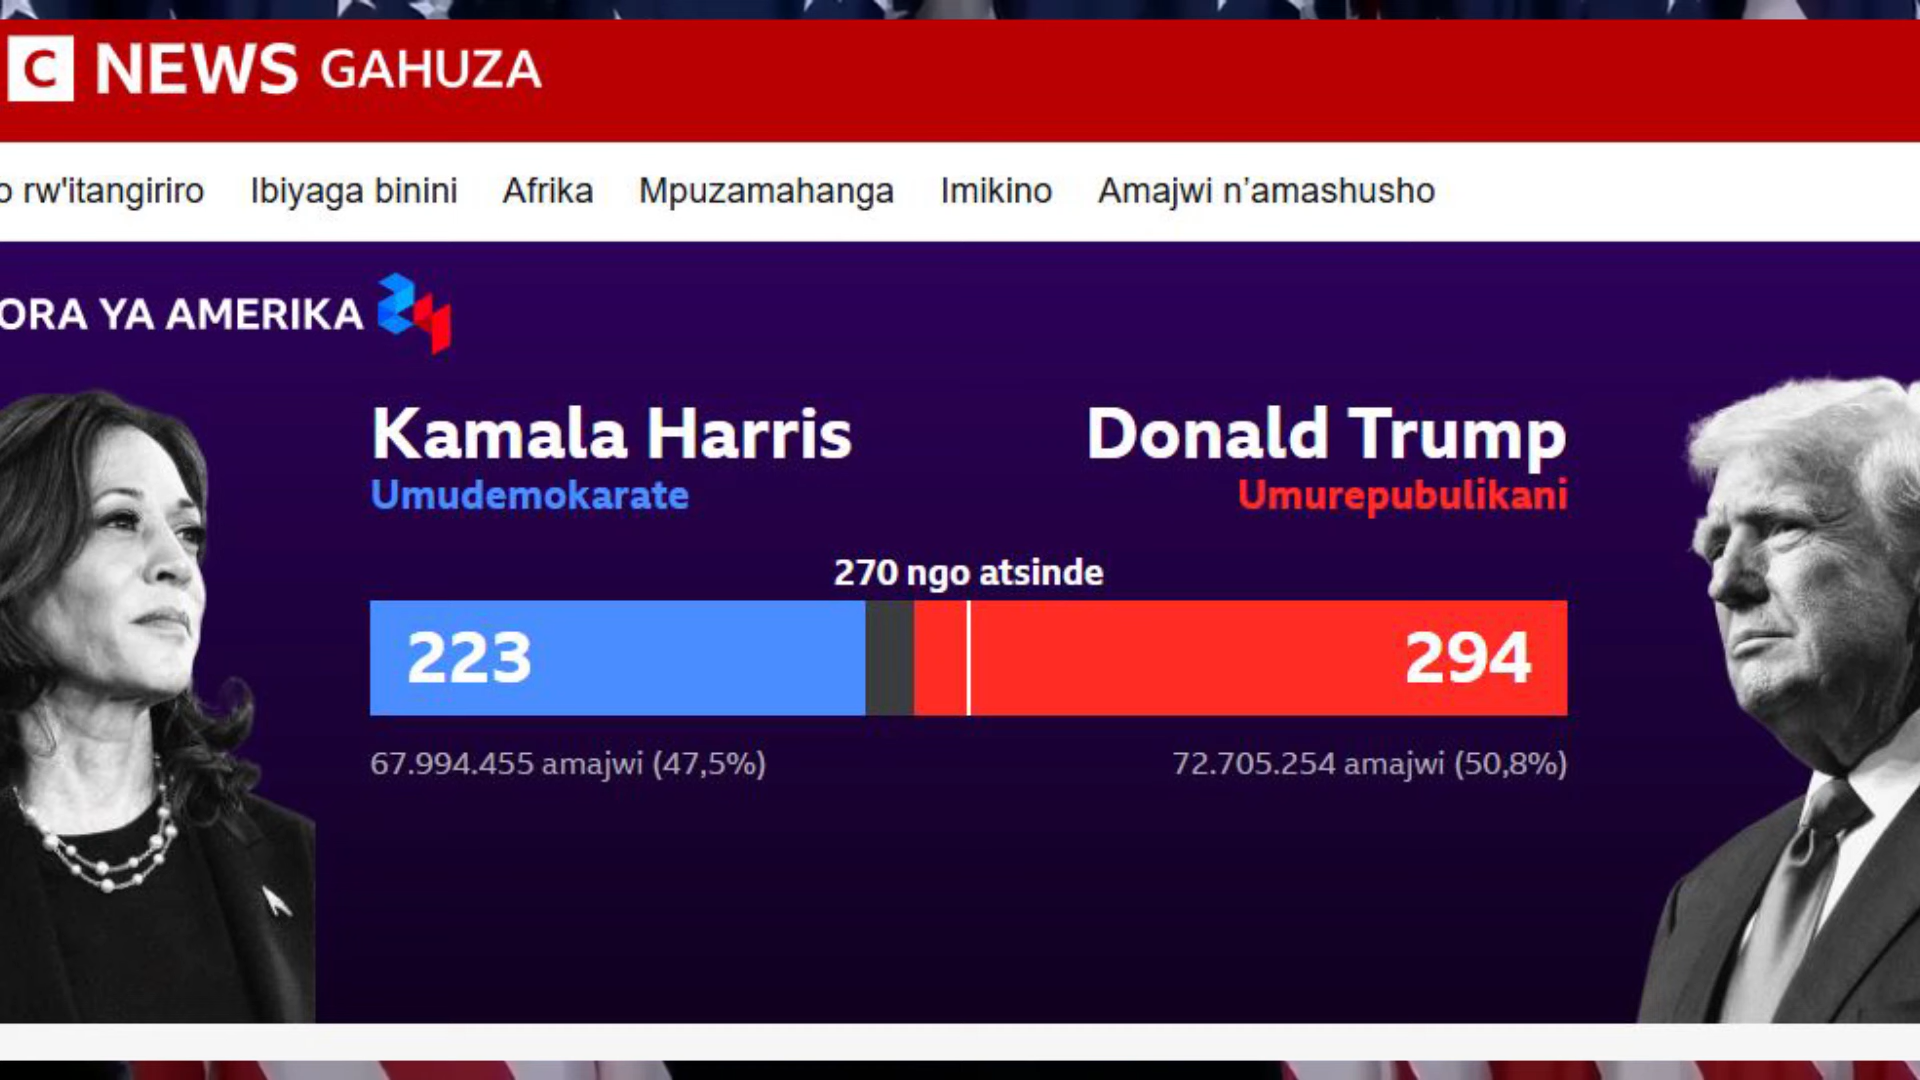 C NEWS GAHUZA
rw'itangiriro Ibiyaga binini Afrika Mpuzamahanga Imikino Amajwi n’amashusho
YA AMERIKA 24
Kamala Harris
Umudemokarate
Donald Trump
Umurepubulikani
270 ngo atsinde
223
294
67.994.455 amajwi (47,5%)
72.705.254 amajwi (50,8%)